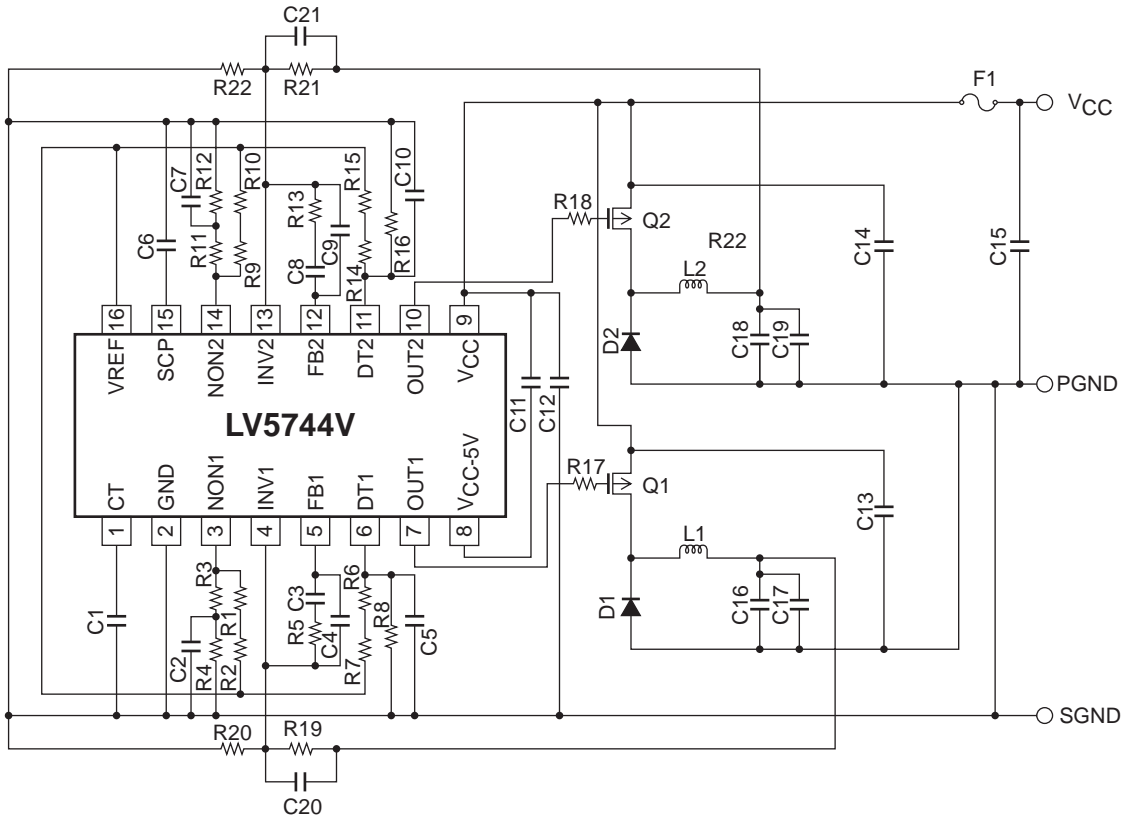 C21
R22
R21
F1
VCC
C7
R12
R10
R15
C10
R13
R18
Q2
R22
C14
C15
C6
R11
R9
C8
C9
R14
R16
L2
16
15
14
13
12
11
10
9
VREF
SCP
NON2
INV2
FB2
DT2
OUT2
VCC
D2
C18
C19
PGND
C11
C12
LV5744V
R17
Q1
CT
GND
NON1
INV1
FB1
DT1
OUT1
VCC-5V
C13
1
2
3
4
5
6
7
8
L1
C1
R3
R1
C3
R6
R8
D1
C16
C17
C2
R4
R2
R5
C4
R7
C5
SGND
R20
R19
C20